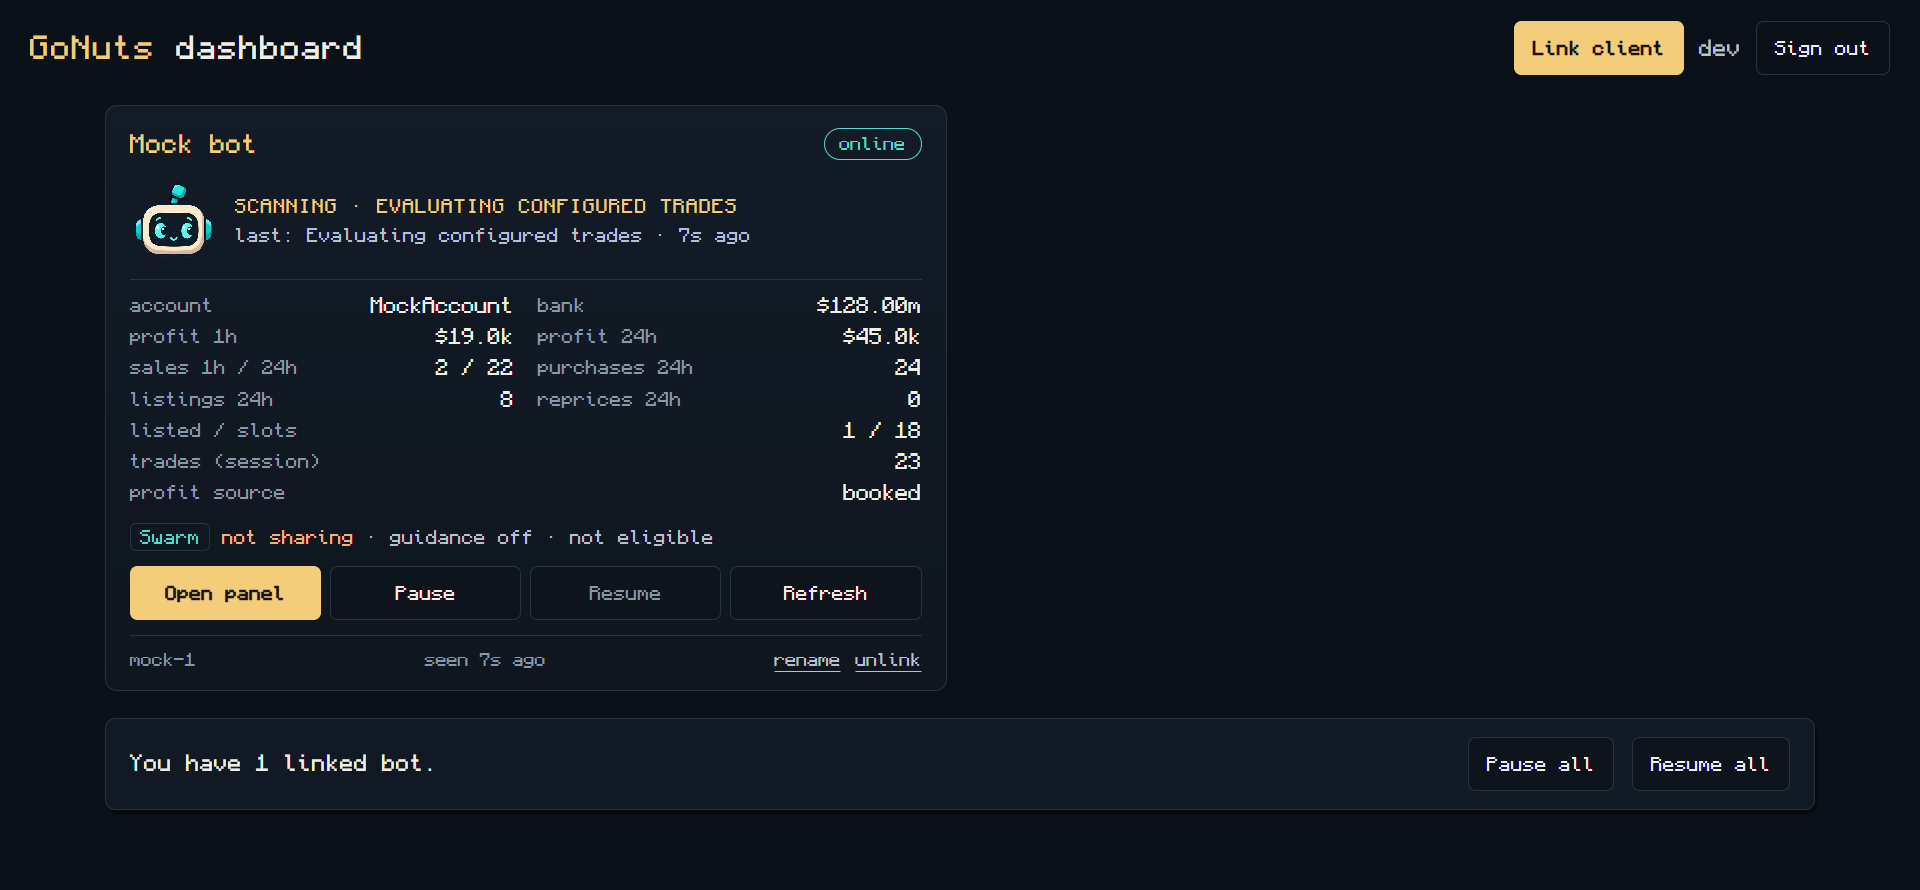 GoNuts dashboard
Link client dev Sign out
Mock bot online
SCANNING · EVALUATING CONFIGURED TRADES
last: Evaluating configured trades · 7s ago
account MockAccount bank $128.00m
profit 1h $19.0k profit 24h $45.0k
sales 1h / 24h 2 / 22 purchases 24h 24
listings 24h 8 reprices 24h 0
listed / slots 1 / 18
trades (session) 23
profit source booked
Swarm not sharing · guidance off · not eligible
Open panel Pause Resume Refresh
mock-1 seen 7s ago rename unlink
You have 1 linked bot. Pause all Resume all